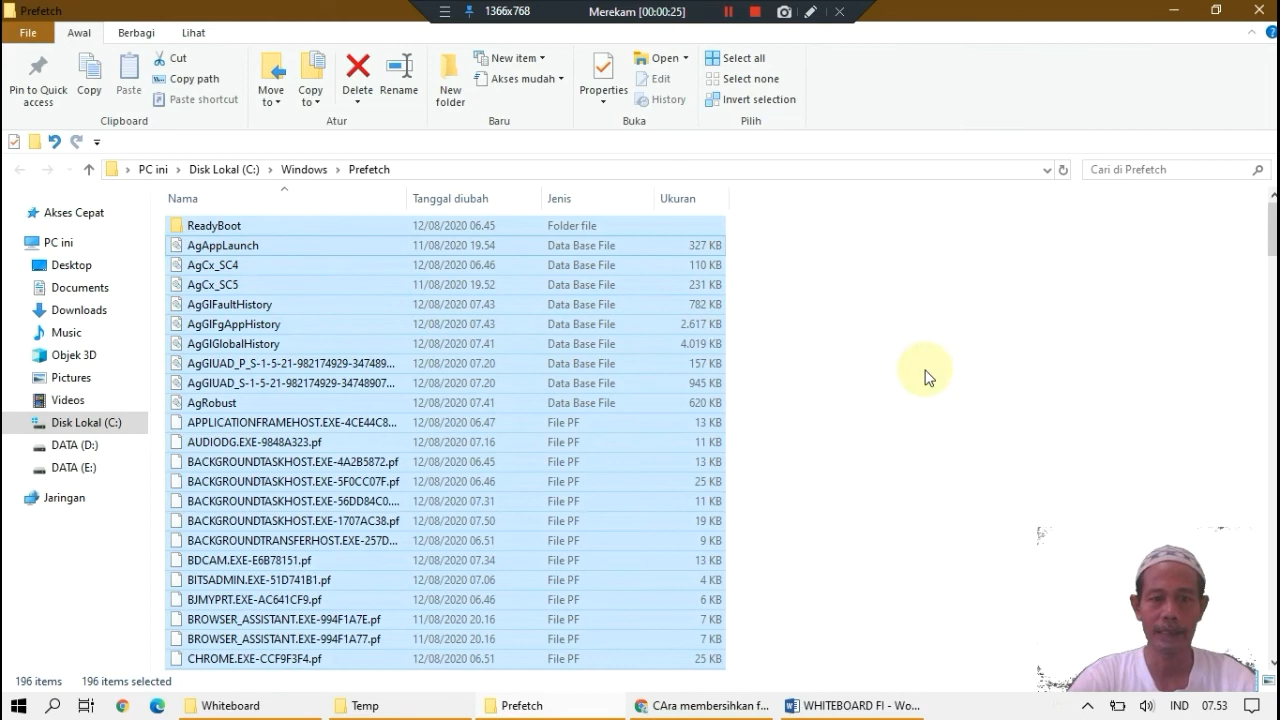 Prefetch
1366x768
Merekam [00:00:25]
File
Awal
Berbagi
Lihat
Pin to Quick access
Copy
Paste
Cut
Copy path
Paste shortcut
Clipboard
Move to
Copy to
Delete
Rename
Atur
New folder
New item
Akses mudah
Baru
Properties
Open
Edit
History
Buka
Select all
Select none
Invert selection
Pilih
PC ini > Disk Lokal (C:) > Windows > Prefetch
Cari di Prefetch
Akses Cepat
PC ini
Desktop
Documents
Downloads
Music
Objek 3D
Pictures
Videos
Disk Lokal (C:)
DATA (D:)
DATA (E:)
Jaringan
Nama Tanggal diubah Jenis Ukuran
ReadyBoot 12/08/2020 06.45 Folder file
AgAppLaunch 11/08/2020 19.54 Data Base File 327 KB
AgCx_SC4 12/08/2020 06.46 Data Base File 110 KB
AgCx_SC5 11/08/2020 19.52 Data Base File 231 KB
AgGlFaultHistory 12/08/2020 07.43 Data Base File 782 KB
AgGlFgAppHistory 12/08/2020 07.43 Data Base File 2.617 KB
AgGlGlobalHistory 12/08/2020 07.41 Data Base File 4.019 KB
AgGlUAD_P_S-1-5-21-982174929-347489... 12/08/2020 07.20 Data Base File 157 KB
AgGlUAD_S-1-5-21-982174929-34748907... 12/08/2020 07.20 Data Base File 945 KB
AgRobust 12/08/2020 07.41 Data Base File 620 KB
APPLICATIONFRAMEHOST.EXE-4CE44C8... 12/08/2020 06.47 File PF 13 KB
AUDIODG.EXE-9848A323.pf 12/08/2020 07.16 File PF 11 KB
BACKGROUNDTASKHOST.EXE-4A2B5872.pf 12/08/2020 06.45 File PF 13 KB
BACKGROUNDTASKHOST.EXE-5F0CC07F.pf 12/08/2020 06.46 File PF 25 KB
BACKGROUNDTASKHOST.EXE-56DD84C0.... 12/08/2020 07.31 File PF 11 KB
BACKGROUNDTASKHOST.EXE-1707AC38.pf 12/08/2020 07.50 File PF 19 KB
BACKGROUNDTRANSFERHOST.EXE-257D... 12/08/2020 06.51 File PF 9 KB
BDCAM.EXE-E6B78151.pf 12/08/2020 07.34 File PF 13 KB
BITSADMIN.EXE-51D741B1.pf 12/08/2020 07.06 File PF 4 KB
BJMYPRT.EXE-AC641CF9.pf 12/08/2020 06.46 File PF 6 KB
BROWSER_ASSISTANT.EXE-994F1A7E.pf 11/08/2020 20.16 File PF 7 KB
BROWSER_ASSISTANT.EXE-994F1A77.pf 11/08/2020 20.16 File PF 7 KB
CHROME.EXE-CCF9F3F4.pf 12/08/2020 06.51 File PF 25 KB
196 items 196 items selected
Whiteboard
Temp
Prefetch
CAra membersihkan f...
WHITEBOARD FI - Wo...
IND
07.53